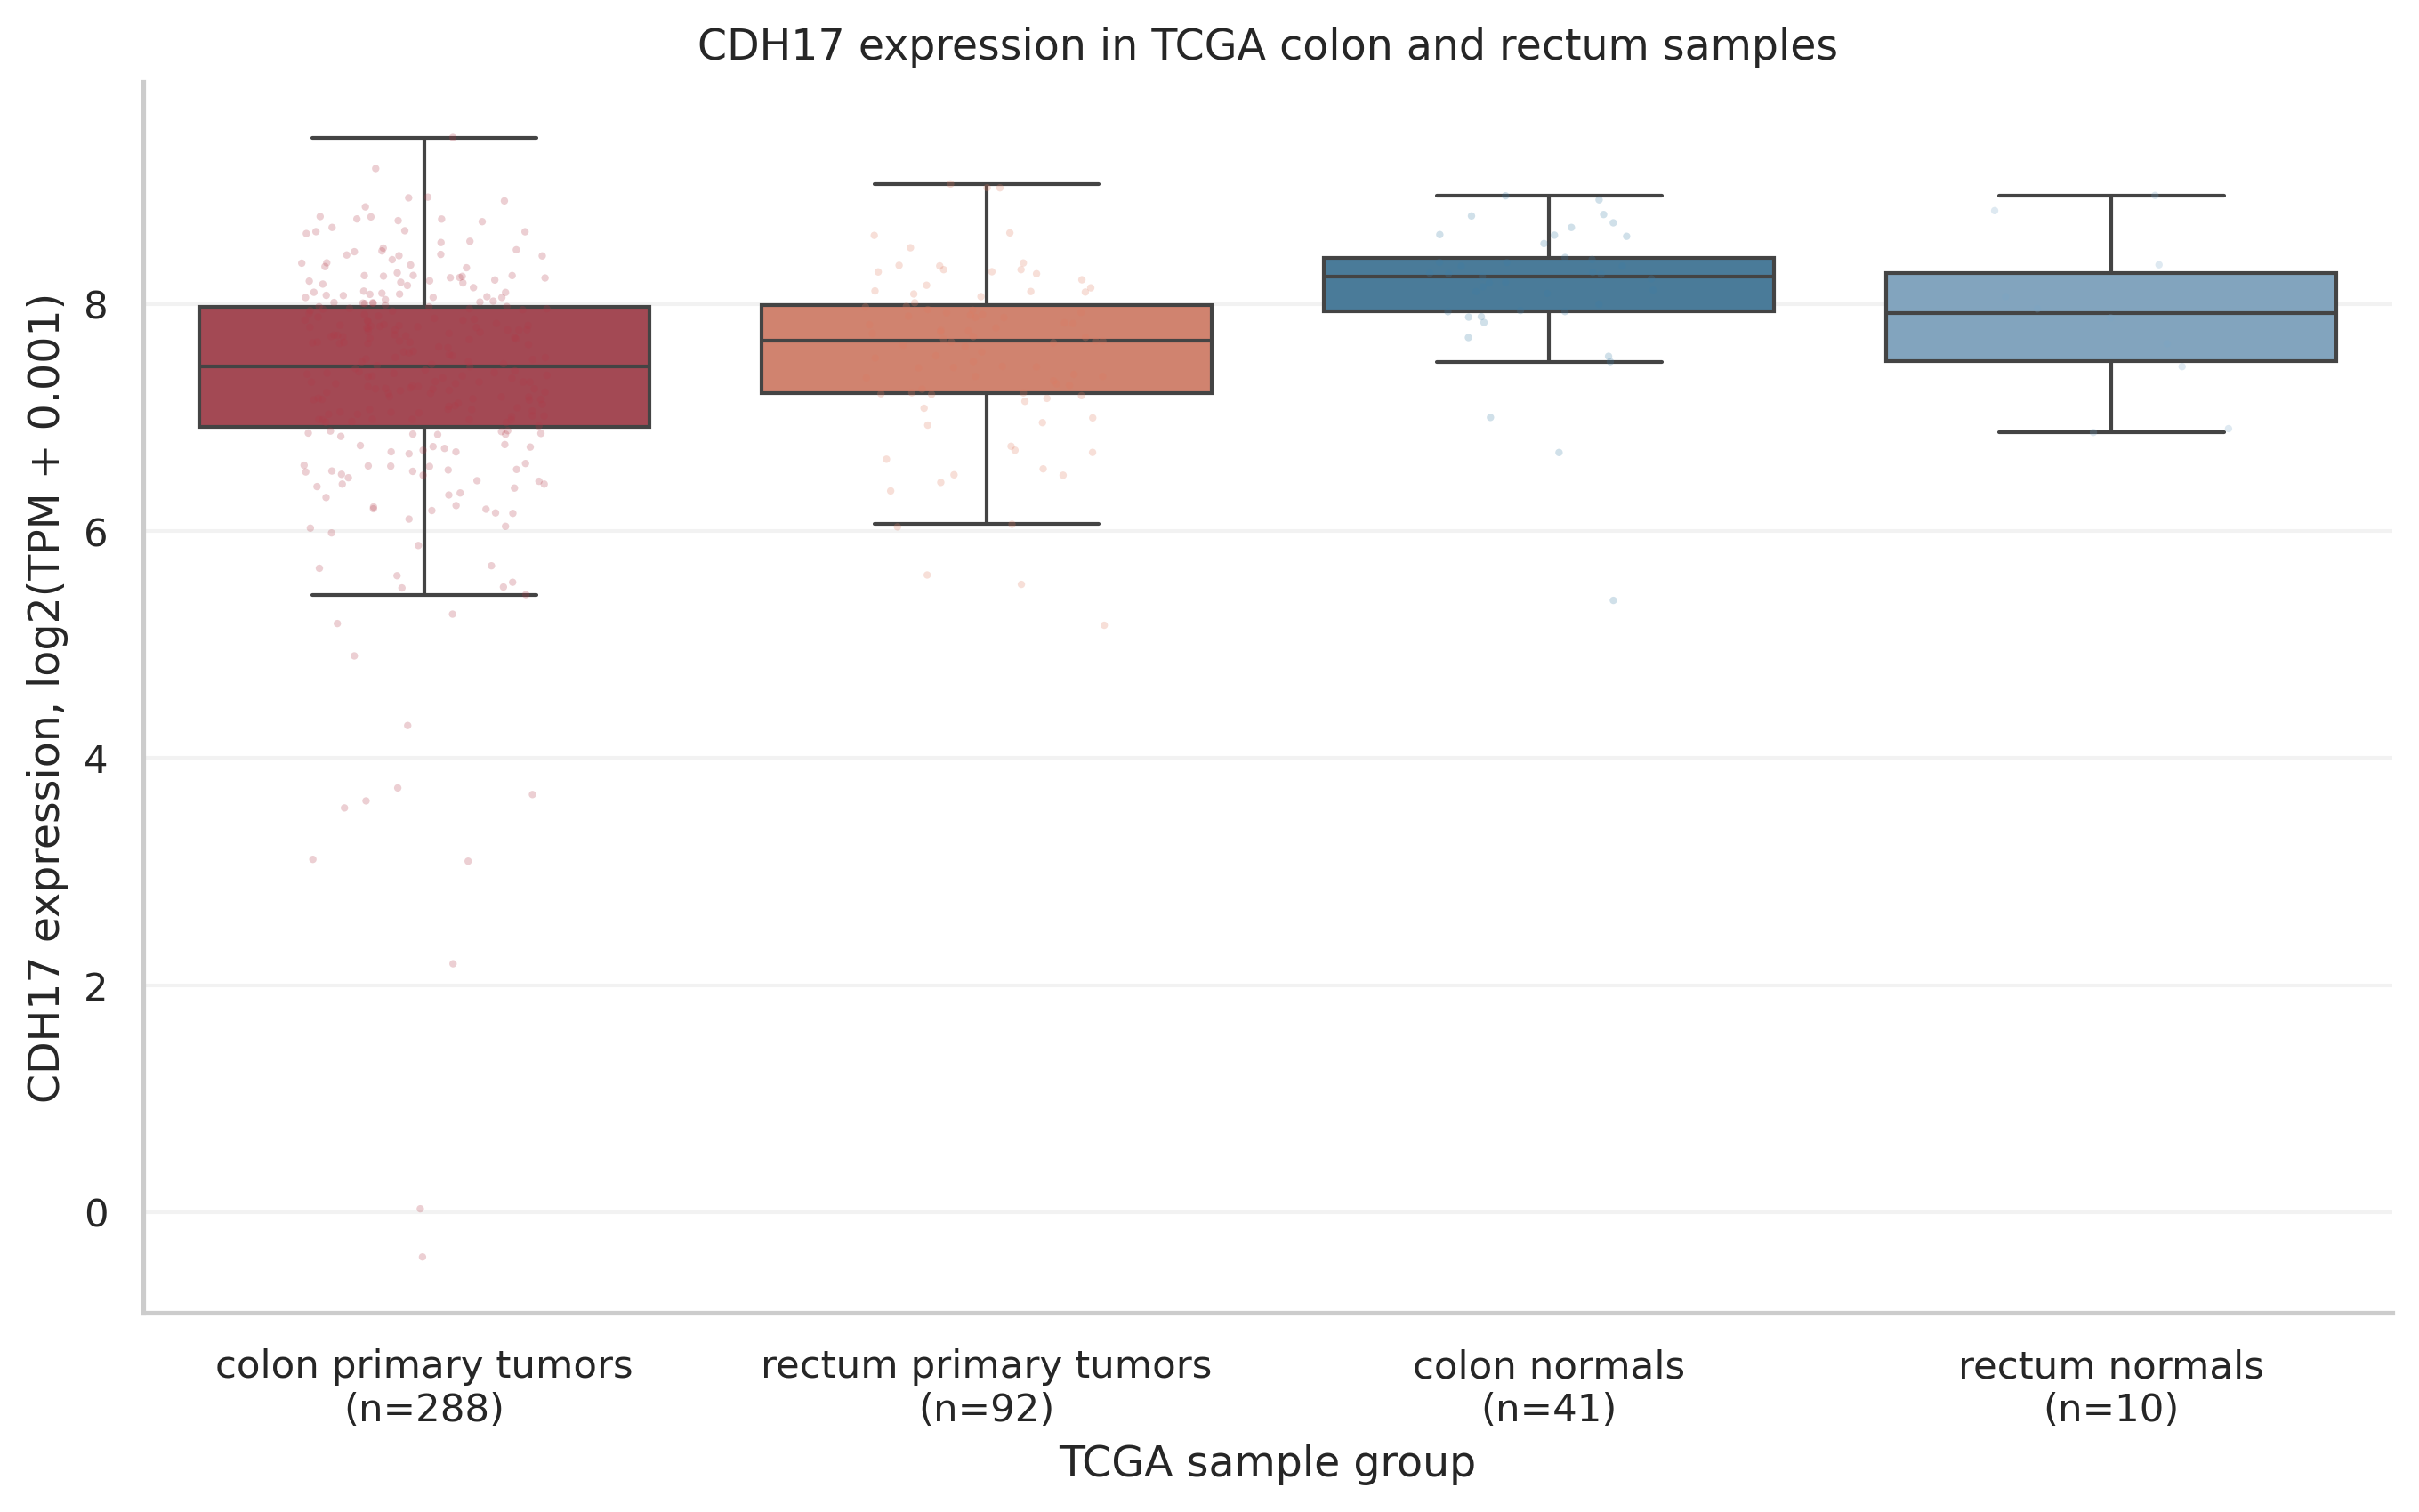 CDH17 expression in TCGA colon and rectum samples
CDH17 expression, log2(TPM + 0.001)
8
6
4
2
0
colon primary tumors
(n=288)
rectum primary tumors
(n=92)
colon normals
(n=41)
rectum normals
(n=10)
TCGA sample group